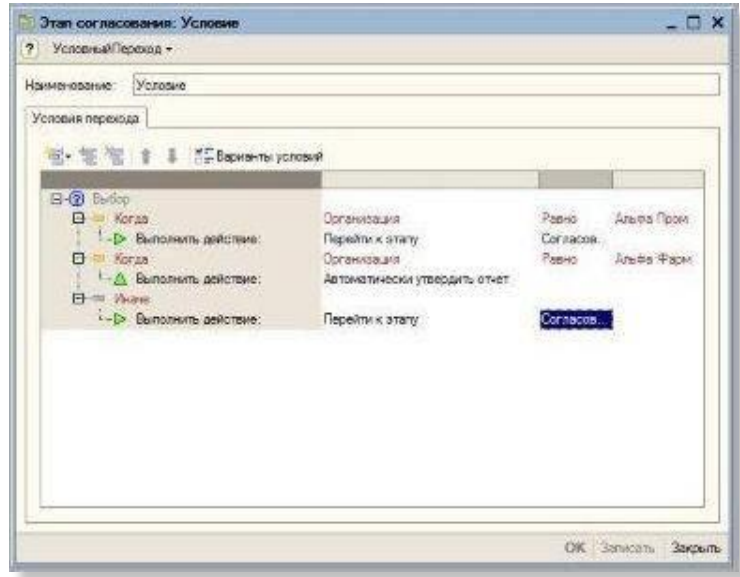 Этап согласования: Условие
? УсловныйПереход
Наименование: Условие
Условия перехода
Варианты условий
Выбор
Когда Организация Равно Альфа Пром
Выполнить действие: Перейти к этапу Согласов.
Когда Организация Равно Альфа Фарм
Выполнить действие: Автоматически утвердить отчет
Иначе
Выполнить действие: Перейти к этапу Согласов...
OK Записать Закрыть